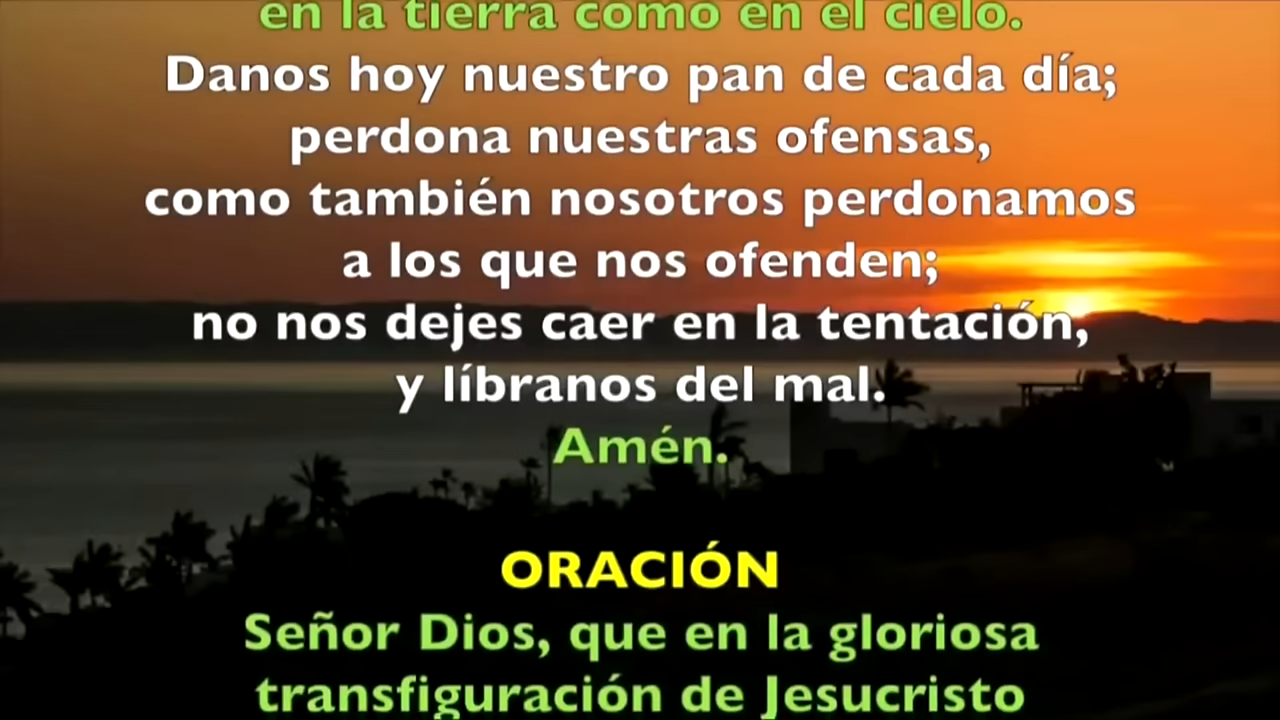 en la tierra como en el cielo.
Danos hoy nuestro pan de cada día;
perdona nuestras ofensas,
como también nosotros perdonamos
a los que nos ofenden;
no nos dejes caer en la tentación,
y líbranos del mal.
Amén.
ORACIÓN
Señor Dios, que en la gloriosa
transfiguración de Jesucristo